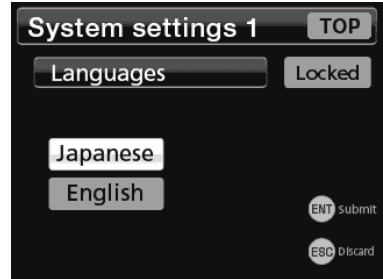 System settings 1 TOP
Languages Locked
Japanese
English
ENT Submit
ESC Discard